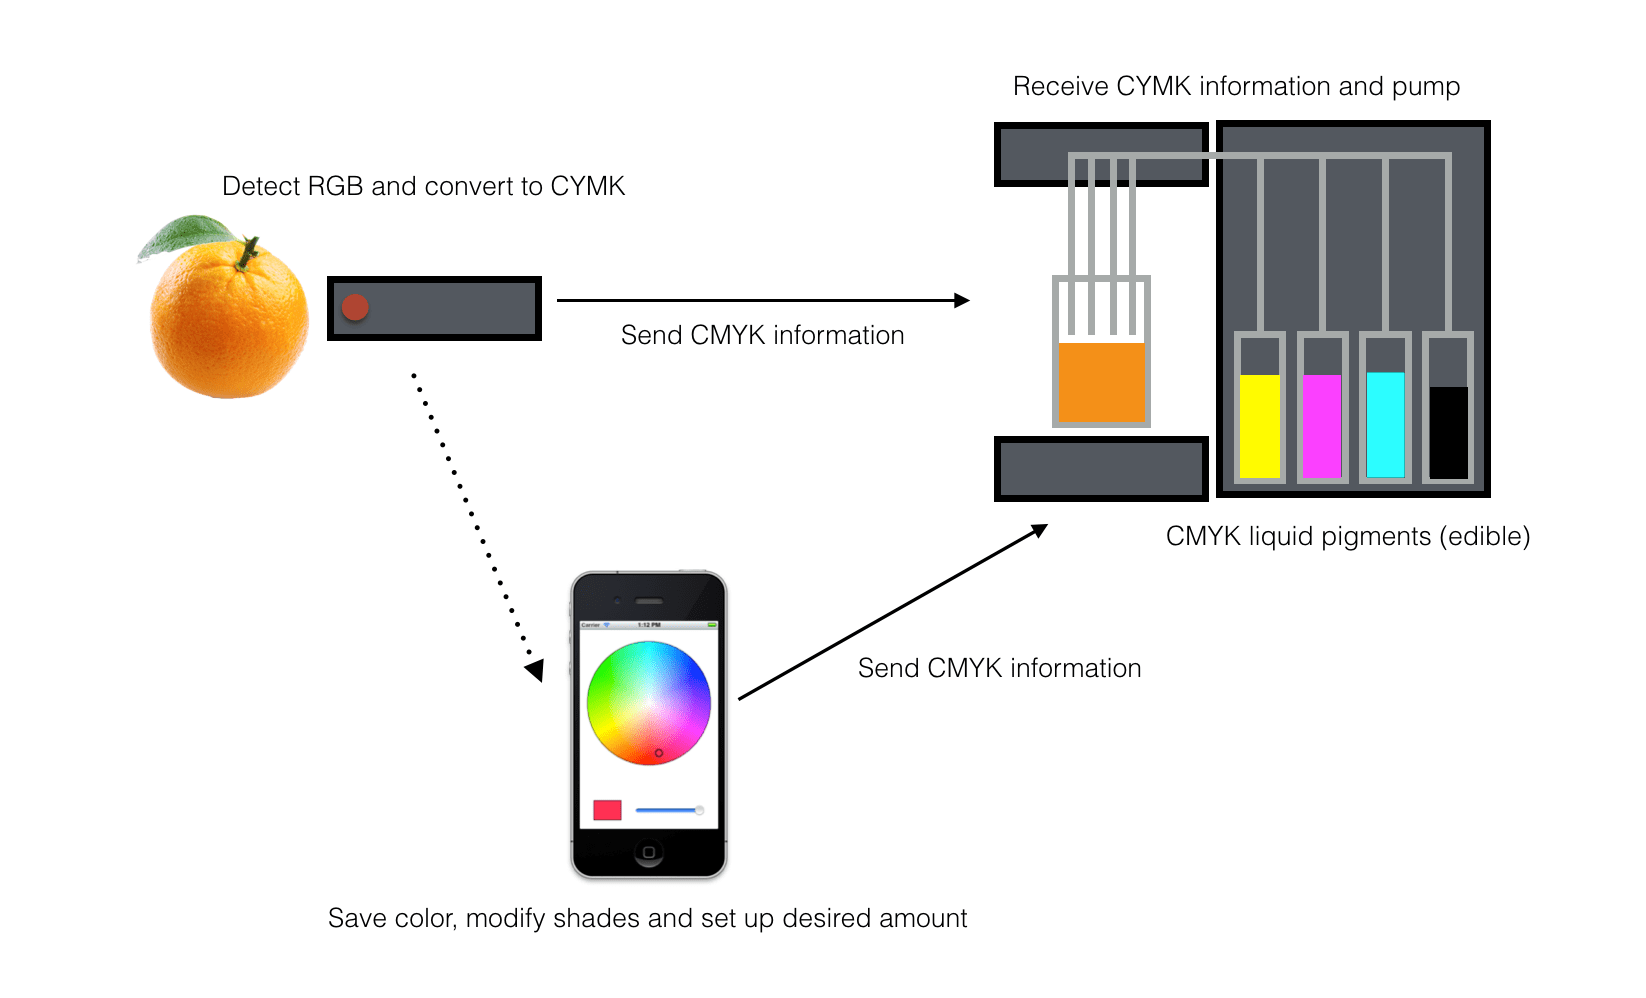 Receive CYMK information and pump
Detect RGB and convert to CYMK
Send CMYK information
CMYK liquid pigments (edible)
Carrier 1:12 PM
Send CMYK information
Save color, modify shades and set up desired amount